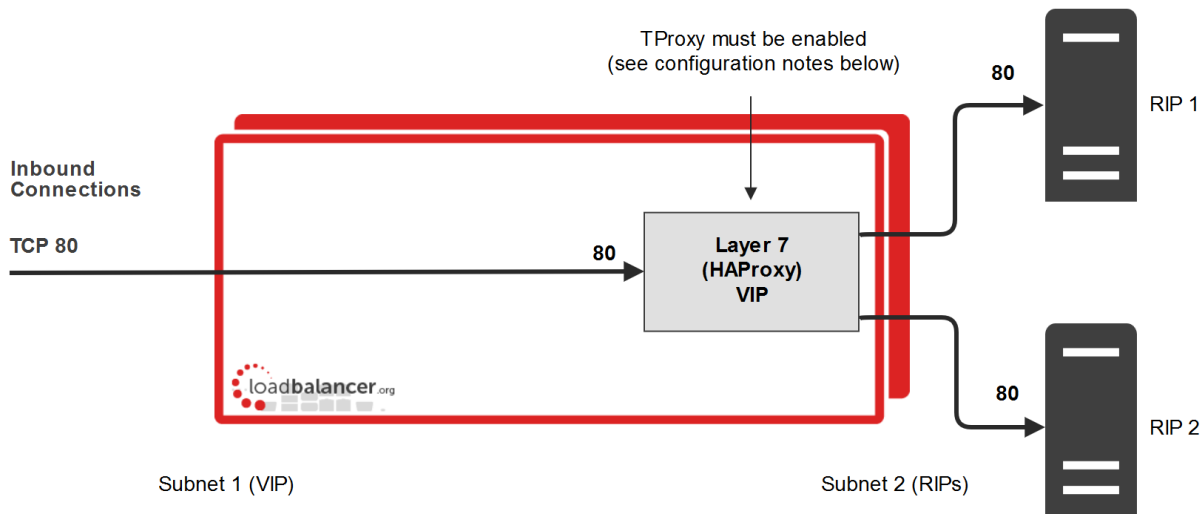 TProxy must be enabled
(see configuration notes below)
80
RIP 1
Inbound
Connections
TCP 80
80
Layer 7
(HAProxy)
VIP
loadbalancer.org
80
RIP 2
Subnet 1 (VIP)
Subnet 2 (RIPs)